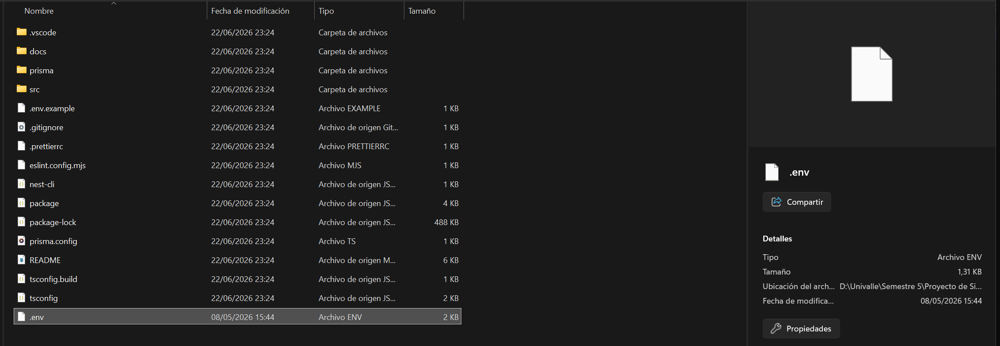 Nombre Fecha de modificación Tipo Tamaño
.vscode 22/06/2026 23:24 Carpeta de archivos
docs 22/06/2026 23:24 Carpeta de archivos
prisma 22/06/2026 23:24 Carpeta de archivos
src 22/06/2026 23:24 Carpeta de archivos
.env.example 22/06/2026 23:24 Archivo EXAMPLE 1 KB
.gitignore 22/06/2026 23:24 Archivo de origen Git... 1 KB
.prettierrc 22/06/2026 23:24 Archivo PRETTIERRC 1 KB
eslint.config.mjs 22/06/2026 23:24 Archivo MJS 1 KB
nest-cli 22/06/2026 23:24 Archivo de origen JS... 1 KB
package 22/06/2026 23:24 Archivo de origen JS... 4 KB
package-lock 22/06/2026 23:24 Archivo de origen JS... 488 KB
prisma.config 22/06/2026 23:24 Archivo TS 1 KB
README 22/06/2026 23:24 Archivo de origen M... 6 KB
tsconfig.build 22/06/2026 23:24 Archivo de origen JS... 1 KB
tsconfig 22/06/2026 23:24 Archivo de origen JS... 2 KB
.env 08/05/2026 15:44 Archivo ENV 2 KB
.env
Compartir
Detalles
Tipo Archivo ENV
Tamaño 1,31 KB
Ubicación del arch... D:\Univalle\Semestre 5\Proyecto de Si...
Fecha de modifica... 08/05/2026 15:44
Propiedades